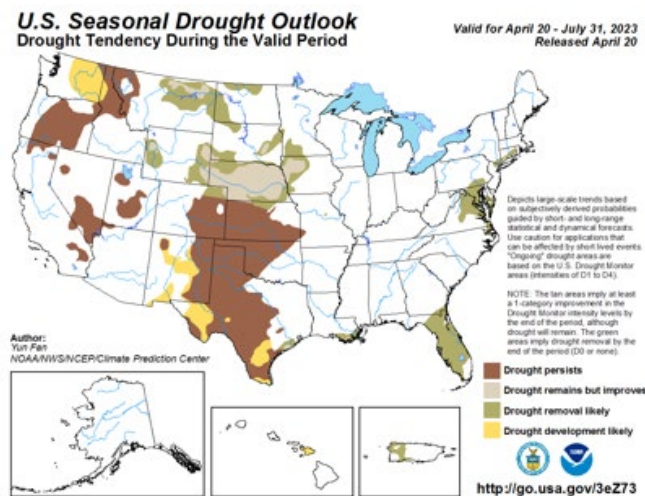 U.S. Seasonal Drought Outlook
Drought Tendency During the Valid Period
Valid for April 20 - July 31, 2023
Released April 20
Depicts large-scale trends based
on subjectively derived probabilities
guided by short- and long-range
statistical and dynamical forecasts.
Use caution for applications that
can be affected by short lived events.
"Ongoing" drought areas are
based on the U.S. Drought Monitor
areas (intensities of D1 to D4).
NOTE: The tan areas imply at least
a 1-category improvement in the
Drought Monitor intensity levels by
the end of the period, although
drought will remain. The green
areas imply drought removal by the
end of the period (D0 or none).
Author:
Yun Fan
NOAA/NWS/NCEP/Climate Prediction Center
Drought persists
Drought remains but improves
Drought removal likely
Drought development likely
http://go.usa.gov/3eZ73